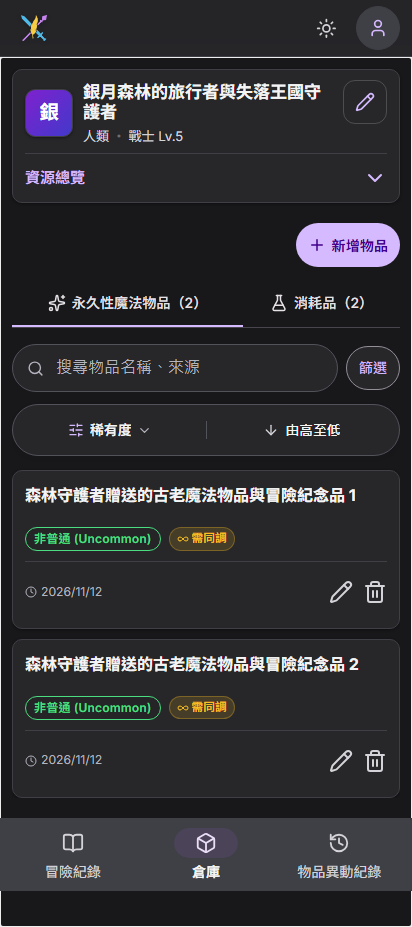 銀
銀月森林的旅行者與失落王國守
護者
人類 • 戰士 Lv.5
資源總覽
+ 新增物品
永久性魔法物品（2）
消耗品（2）
搜尋物品名稱、來源
篩選
稀有度
由高至低
森林守護者贈送的古老魔法物品與冒險紀念品 1
非普通 (Uncommon)
需同調
2026/11/12
森林守護者贈送的古老魔法物品與冒險紀念品 2
非普通 (Uncommon)
需同調
2026/11/12
冒險紀錄
倉庫
物品異動紀錄